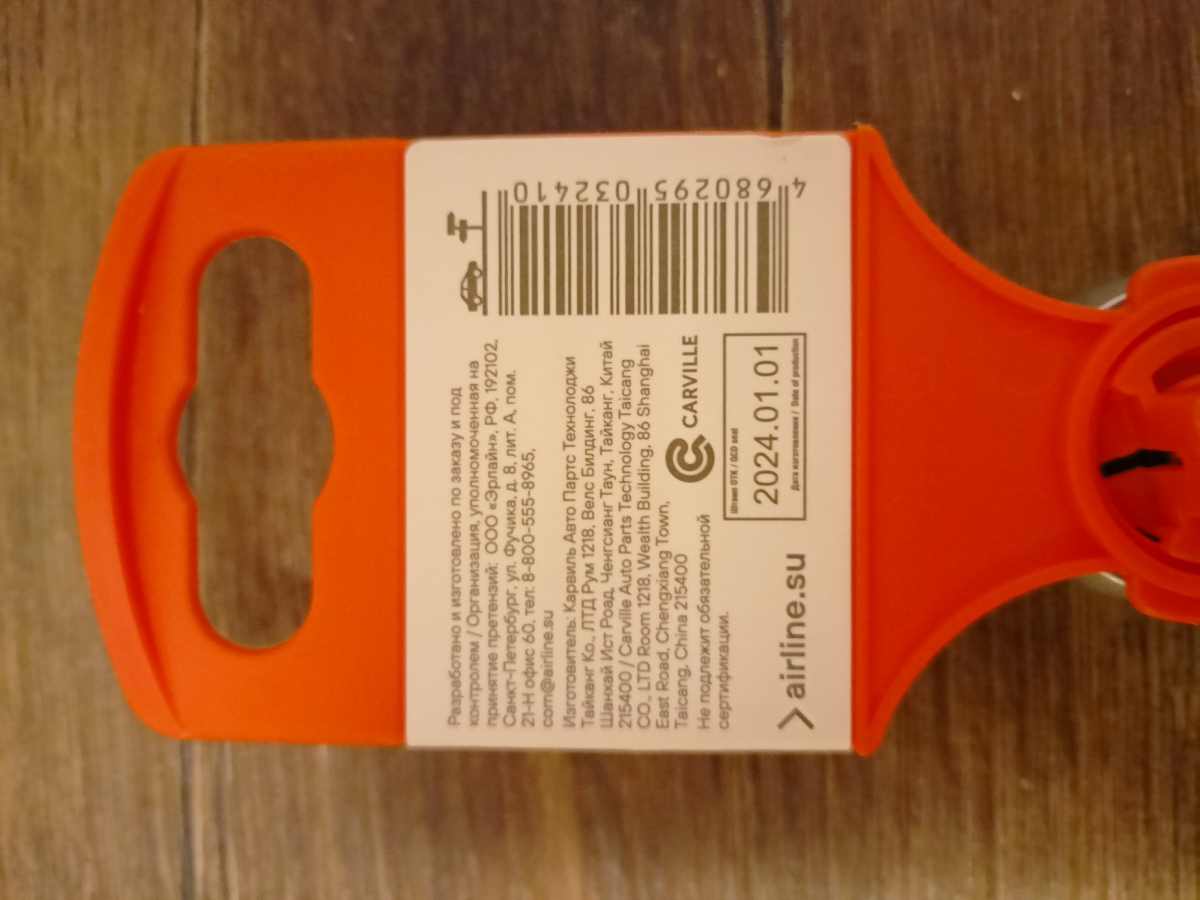 Разработано и изготовлено по заказу и под
контролем / Организация, уполномоченная на
принятие претензий: ООО «Эрлайн», РФ, 192102,
Санкт-Петербург, ул. Фучика, д. 8, лит. А, пом.
21-Н офис 60, тел: 8-800-555-8965,
com@airline.su
Изготовитель: Карвиль Авто Партс Технолоджи
Тайканг Ко., ЛТД Рум 1218, Велс Билдинг, 86
Шанхай Ист Роад, Ченгсианг Таун, Тайканг, Китай
215400 / Carville Auto Parts Technology Taicang
CO., LTD Room 1218, Wealth Building, 86 Shanghai
East Road, Chengxiang Town,
Taicang, China 215400
Не подлежит обязательной
сертификации.
CARVILLE
Штамп ОТК / QCD seal
2024.01.01
Дата изготовления / Date of production
airline.su
4 680295 032410